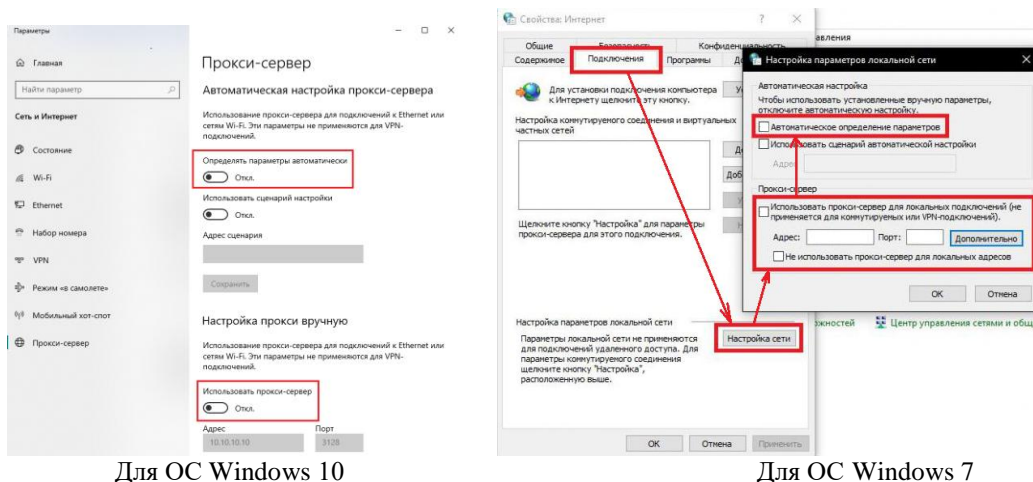 Параметры
Главная
Найти параметр
Сеть и Интернет
Состояние
Wi-Fi
Ethernet
Набор номера
VPN
Режим «в самолете»
Мобильный хот-спот
Прокси-сервер
Прокси-сервер
Автоматическая настройка прокси-сервера
Использование прокси-сервера для подключений к Ethernet или
сетям Wi-Fi. Эти параметры не применяются для VPN-
подключений.
Определять параметры автоматически
Откл.
Использовать сценарий настройки
Откл.
Адрес сценария
Сохранить
Настройка прокси вручную
Использование прокси-сервера для подключений к Ethernet или
сетям Wi-Fi. Эти параметры не применяются для VPN-
подключений.
Использовать прокси-сервер
Откл.
Адрес Порт
10.10.10.10 3128
Для ОС Windows 10
Свойства: Интернет
Общие Безопасность Конфиденциальность
Содержимое Подключения Программы
Для установки подключения компьютера
к Интернету щелкните эту кнопку.
Настройка коммутируемого соединения и виртуальных
частных сетей
Щелкните кнопку "Настройка" для
прокси-сервера для этого подключения.
параметры
Настройка параметров локальной сети
Параметры локальной сети не применяются
для подключений удаленного доступа. Для
параметры коммутируемого соединения
щелкните кнопку "Настройка",
расположенную выше.
Настройка сети
ОК Отмена Применить
авления
Настройка параметров локальной сети
Автоматическая настройка
Чтобы использовать установленные вручную параметры,
отключите автоматическую настройку.
Автоматическое определение параметров
Использовать сценарий автоматической настройки
Адрес
Прокси-сервер
Использовать прокси-сервер для локальных подключений (не
применяется для коммутируемых или VPN-подключений).
Адрес: Порт: Дополнительно
Не использовать прокси-сервер для локальных адресов
ОК Отмена
жностей Центр управления сетями и общ
Для ОС Windows 7